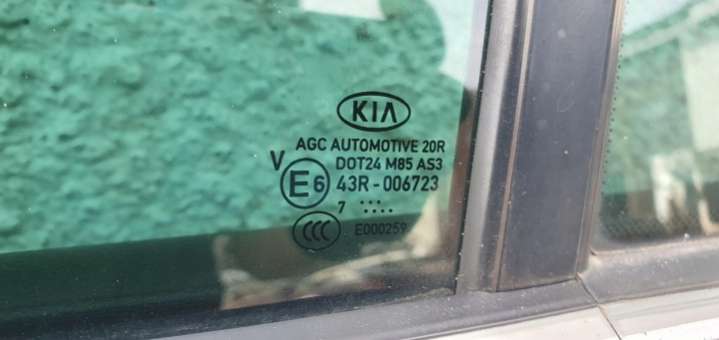 KIA
AGC AUTOMOTIVE 20R
V DOT24 M85 AS3
E6 43R-006723
7 .......
CCC E000259